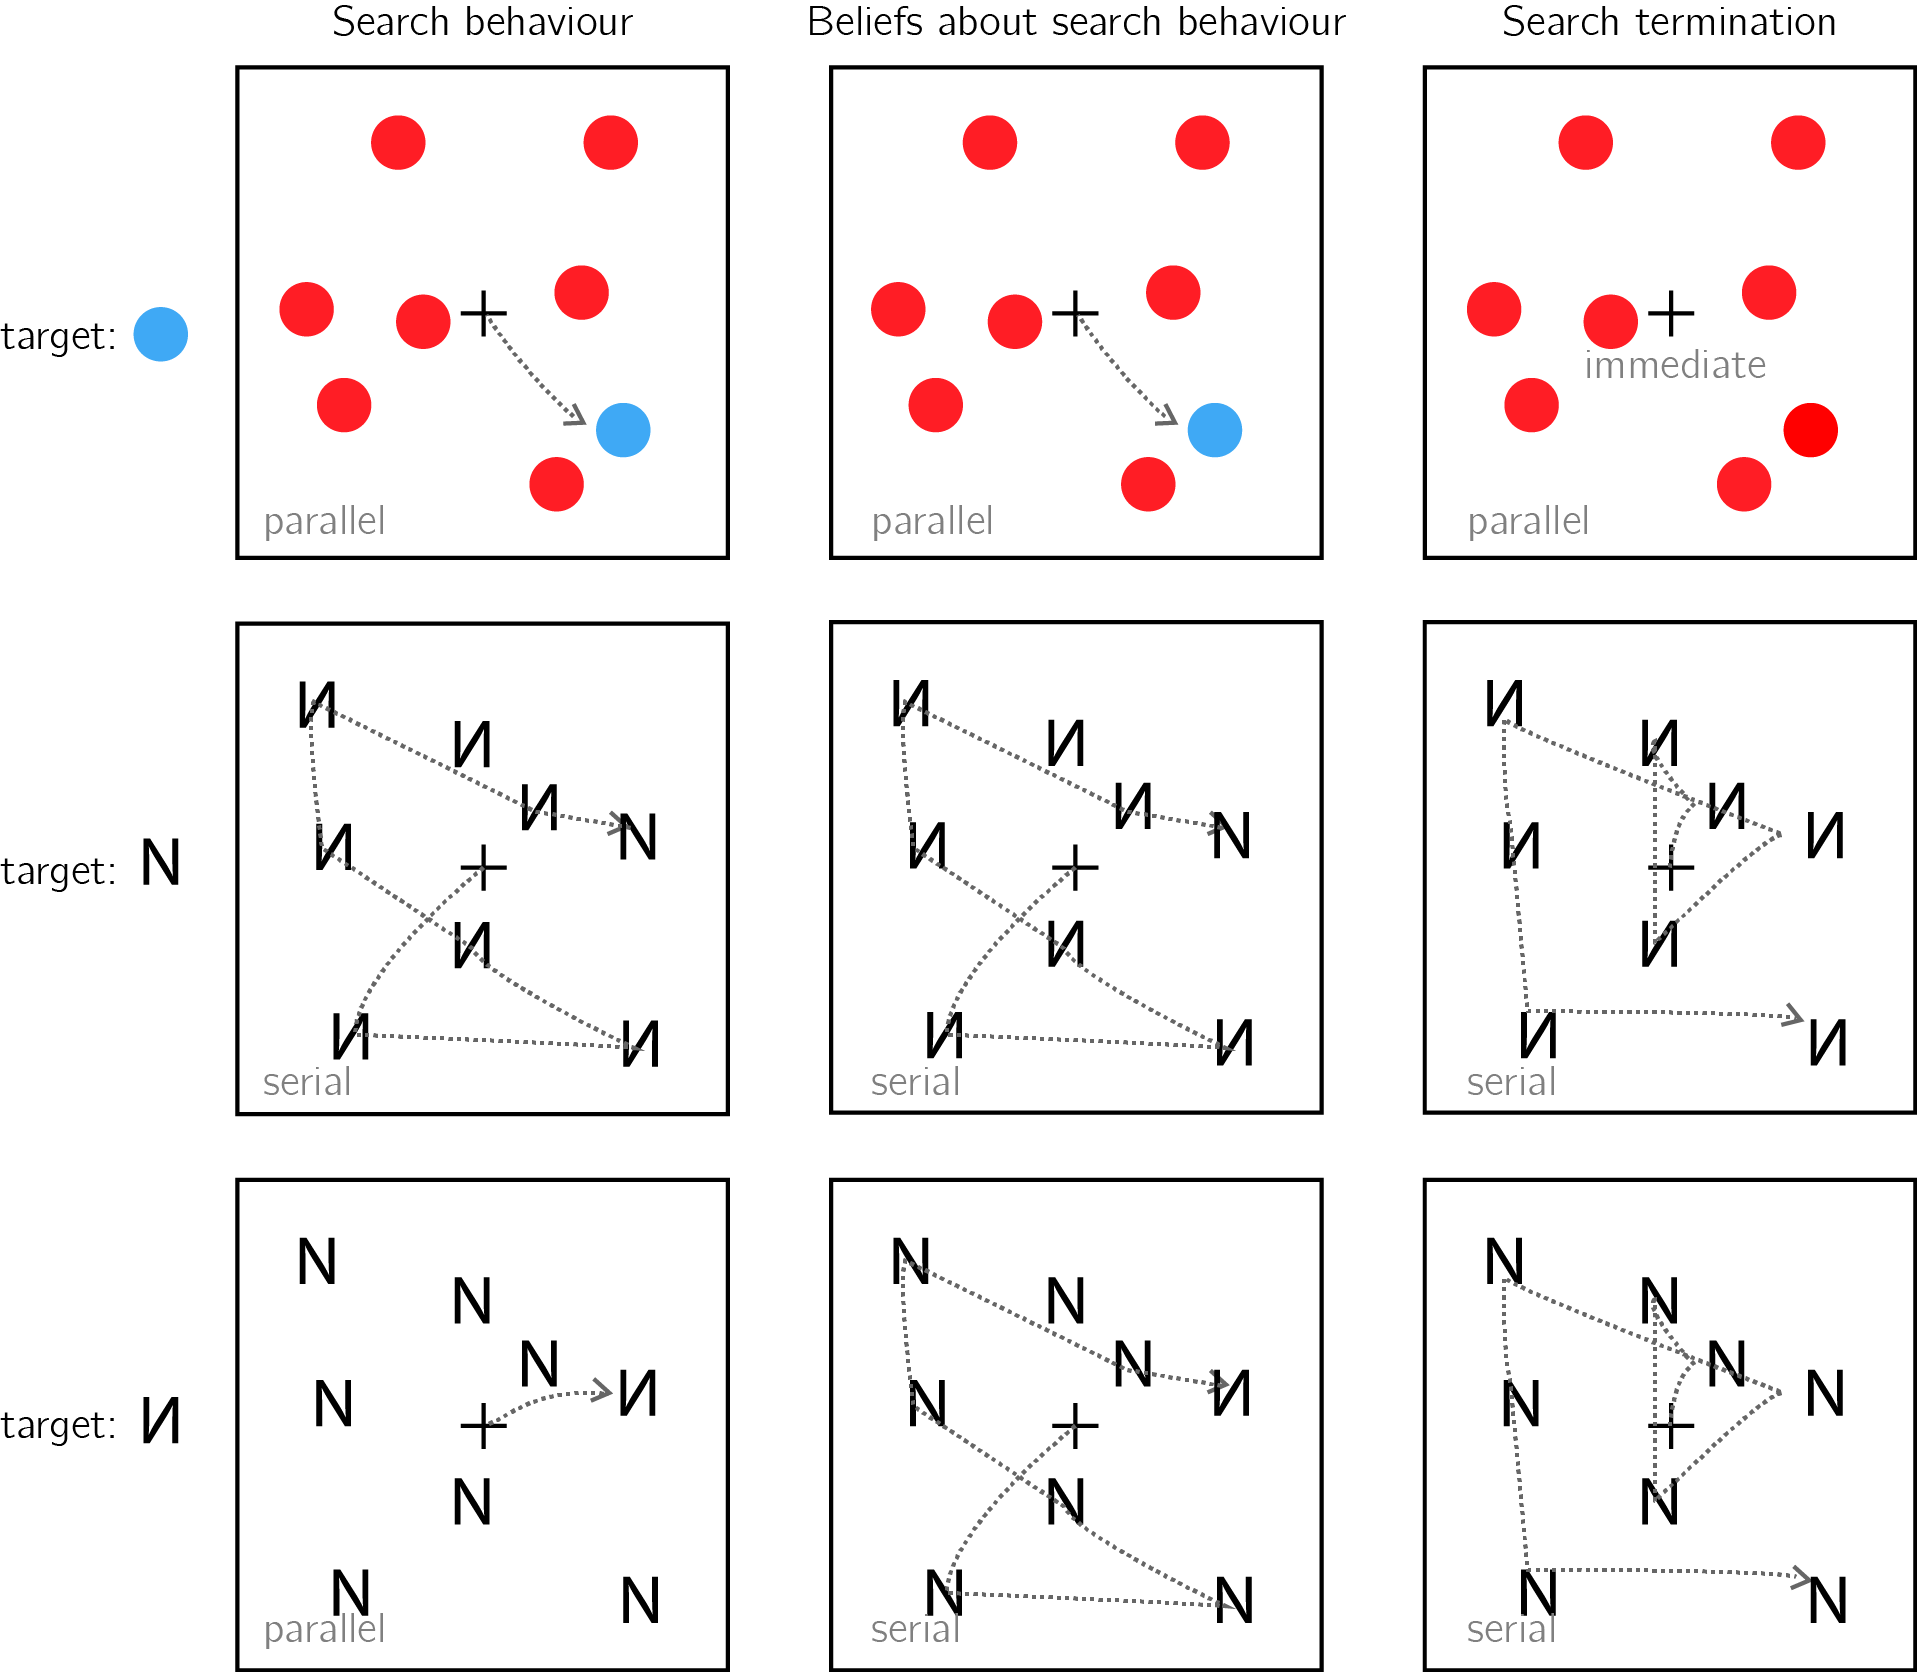 Search behaviour
Beliefs about search behaviour
Search termination
target:
parallel
parallel
immediate
parallel
target: N
И
И
И
N
И
И
И
И
serial
И
И
И
N
И
И
И
И
serial
И
И
И
И
И
И
И
И
serial
target: И
N
N
N
И
N
N
N
N
parallel
N
N
N
И
N
N
N
N
serial
N
N
N
N
N
N
N
N
serial